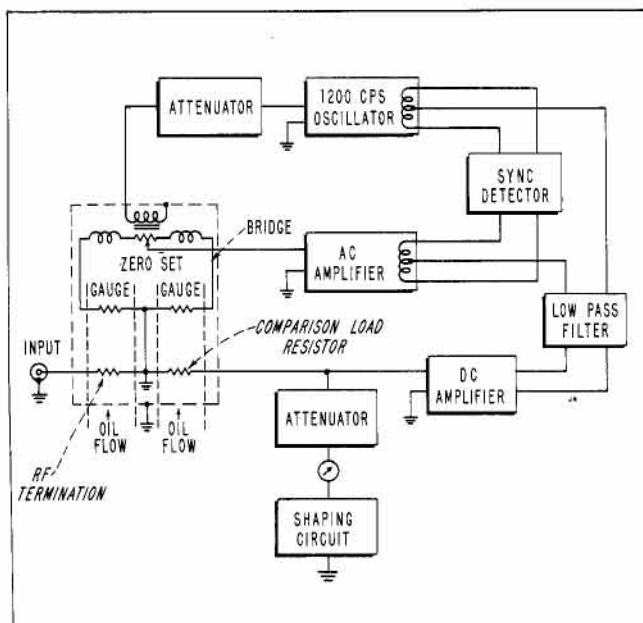 ATTENUATOR
1200 CPS
OSCILLATOR
SYNC
DETECTOR
BRIDGE
ZERO SET
AC
AMPLIFIER
GAUGE
GAUGE
LOW PASS
FILTER
COMPARISON LOAD
RESISTOR
INPUT
DC
AMPLIFIER
ATTENUATOR
OIL
FLOW
OIL
FLOW
RF
TERMINATION
SHAPING
CIRCUIT